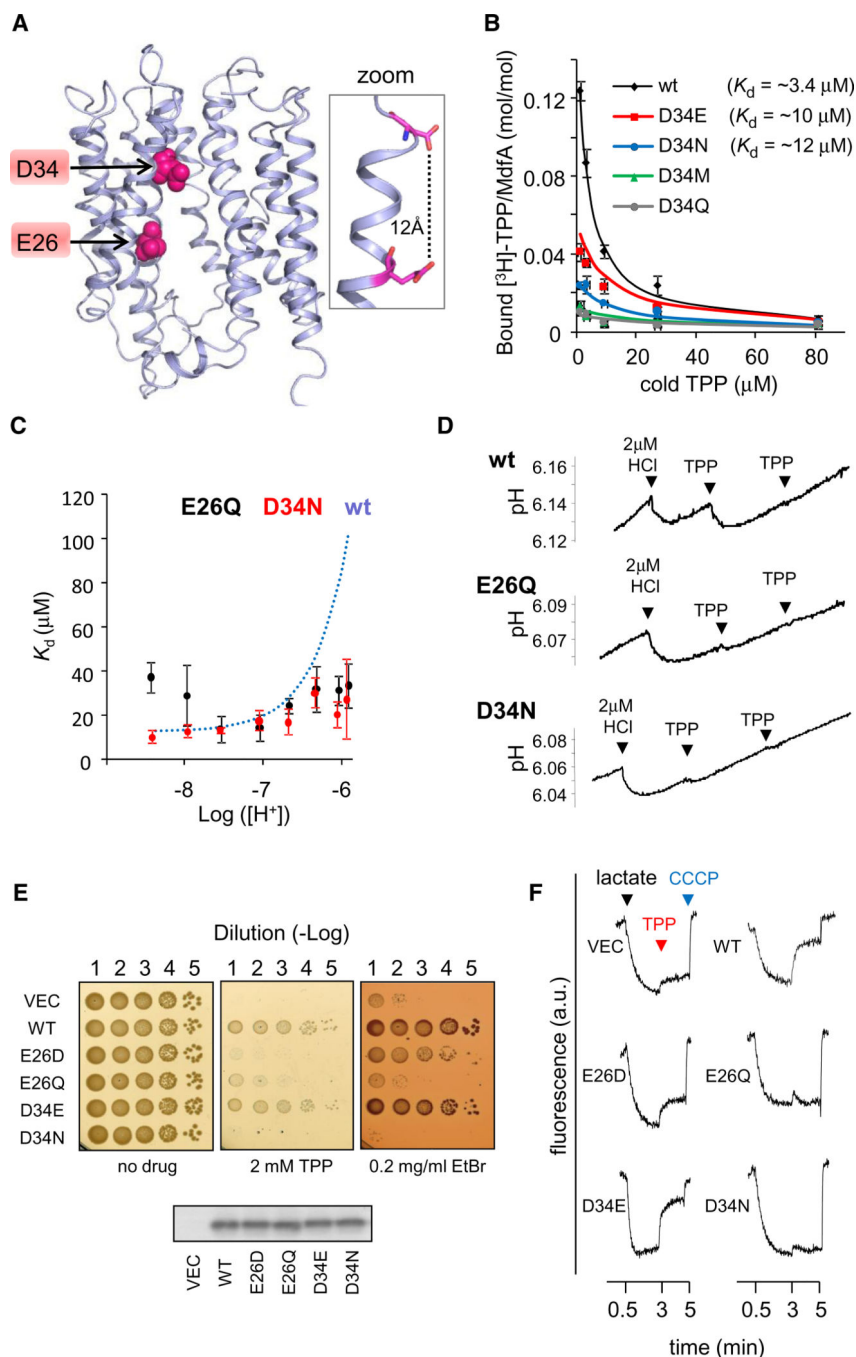 A
D34
E26
zoom
12Å
B
Bound [³H]-TPP/MdfA (mol/mol)
0.12
0.08
0.04
0
wt (Kd = ~3.4 µM)
D34E (Kd = ~10 µM)
D34N (Kd = ~12 µM)
D34M
D34Q
0 20 40 60 80
cold TPP (µM)
C
Kd (µM)
120
100
80
60
40
20
0
E26Q D34N wt
-8 -7 -6
Log ([H⁺])
D
wt
pH
6.16
6.14
6.12
2µM
HCl
TPP
TPP
E26Q
pH
6.09
6.07
2µM
HCl
TPP
TPP
D34N
pH
6.08
6.06
6.04
2µM
HCl
TPP
TPP
E
Dilution (-Log)
1 2 3 4 5
1 2 3 4 5
1 2 3 4 5
VEC
WT
E26D
E26Q
D34E
D34N
no drug
2 mM TPP
0.2 mg/ml EtBr
VEC
WT
E26D
E26Q
D34E
D34N
F
fluorescence (a.u.)
lactate
CCCP
TPP
VEC
WT
E26D
E26Q
D34E
D34N
0.5 3 5
0.5 3 5
time (min)